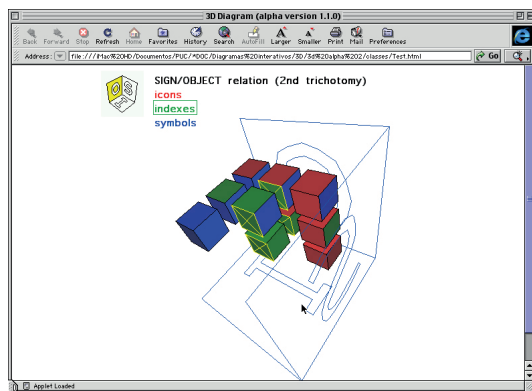 3D Diagram (alpha version 1.1.0)
Back Forward Stop Refresh Home Favorites History Search AutoFill Larger Smaller Print Mail Preferences
Address: file:///iMac%20HD/Documentos/PUC/*DOC/Diagramas%20interativos/3D/3d%20alpha%202/classes/Test.html Go
O S I
SIGN/OBJECT relation (2nd trichotomy)
icons
indexes
symbols
Applet Loaded